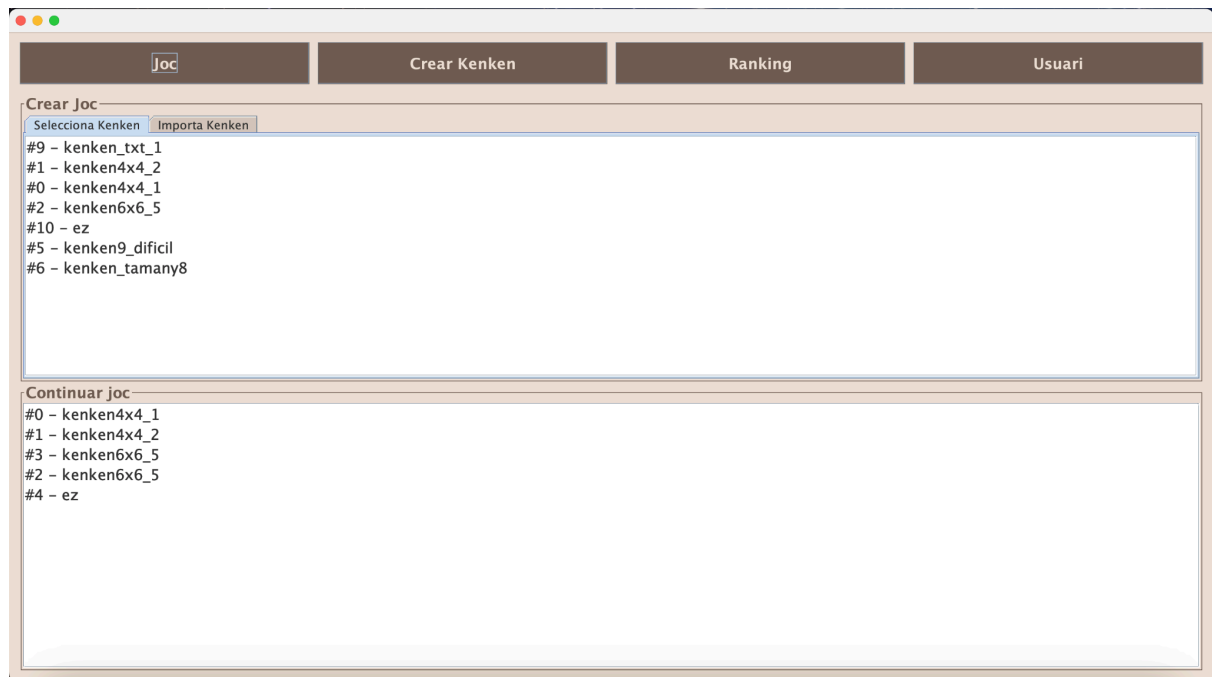 Joc Crear Kenken Ranking Usuari
Crear Joc
Selecciona Kenken Importa Kenken
#9 – kenken_txt_1
#1 – kenken4x4_2
#0 – kenken4x4_1
#2 – kenken6x6_5
#10 – ez
#5 – kenken9_dificil
#6 – kenken_tamany8
Continuar joc
#0 – kenken4x4_1
#1 – kenken4x4_2
#3 – kenken6x6_5
#2 – kenken6x6_5
#4 – ez